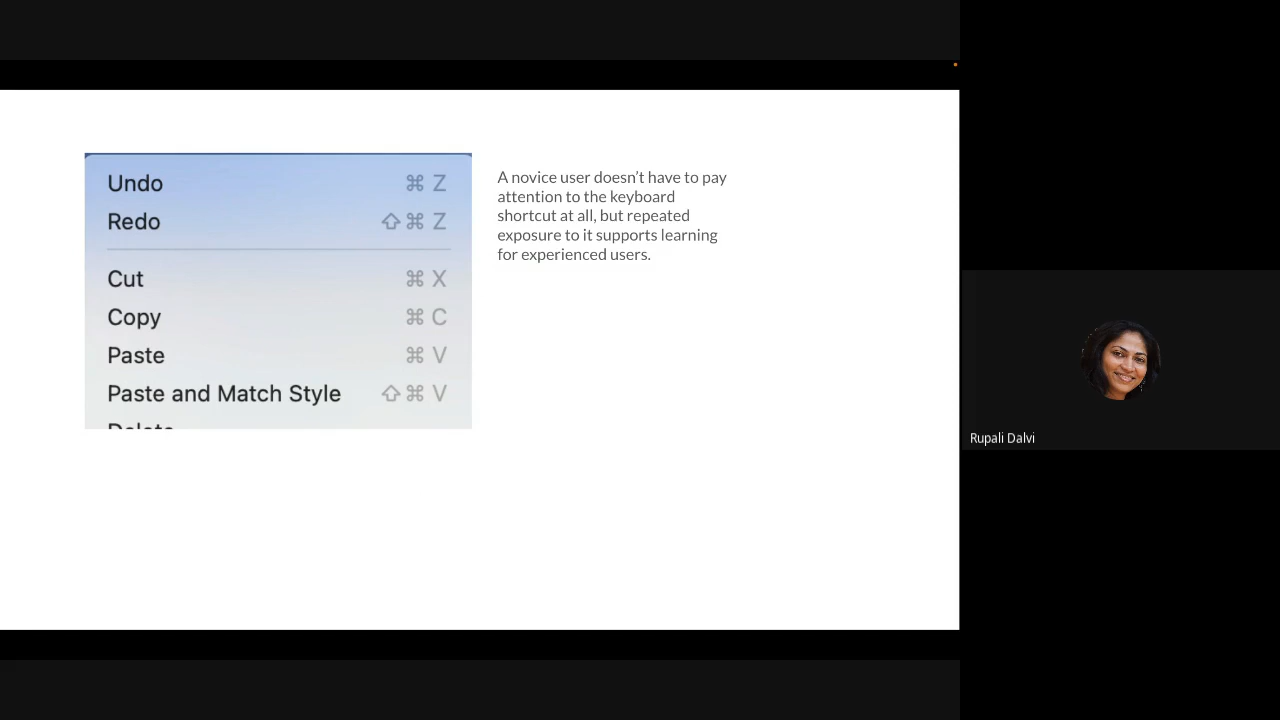 Undo ⌘ Z
Redo ⇧ ⌘ Z
Cut ⌘ X
Copy ⌘ C
Paste ⌘ V
Paste and Match Style ⇧ ⌘ V
Delete
A novice user doesn’t have to pay
attention to the keyboard
shortcut at all, but repeated
exposure to it supports learning
for experienced users.
Rupali Dalvi